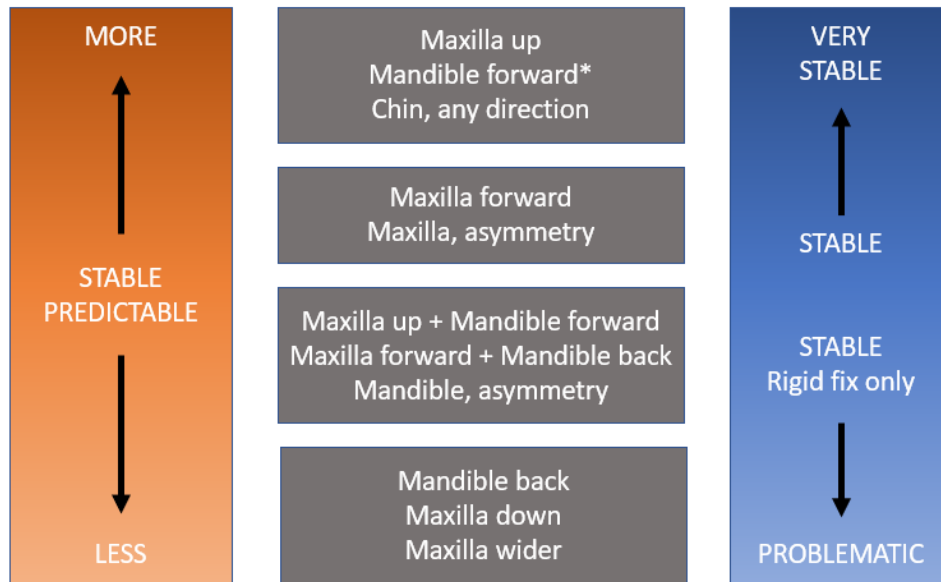 MORE
STABLE
PREDICTABLE
LESS
Maxilla up
Mandible forward*
Chin, any direction
Maxilla forward
Maxilla, asymmetry
Maxilla up + Mandible forward
Maxilla forward + Mandible back
Mandible, asymmetry
Mandible back
Maxilla down
Maxilla wider
VERY
STABLE
STABLE
STABLE
Rigid fix only
PROBLEMATIC